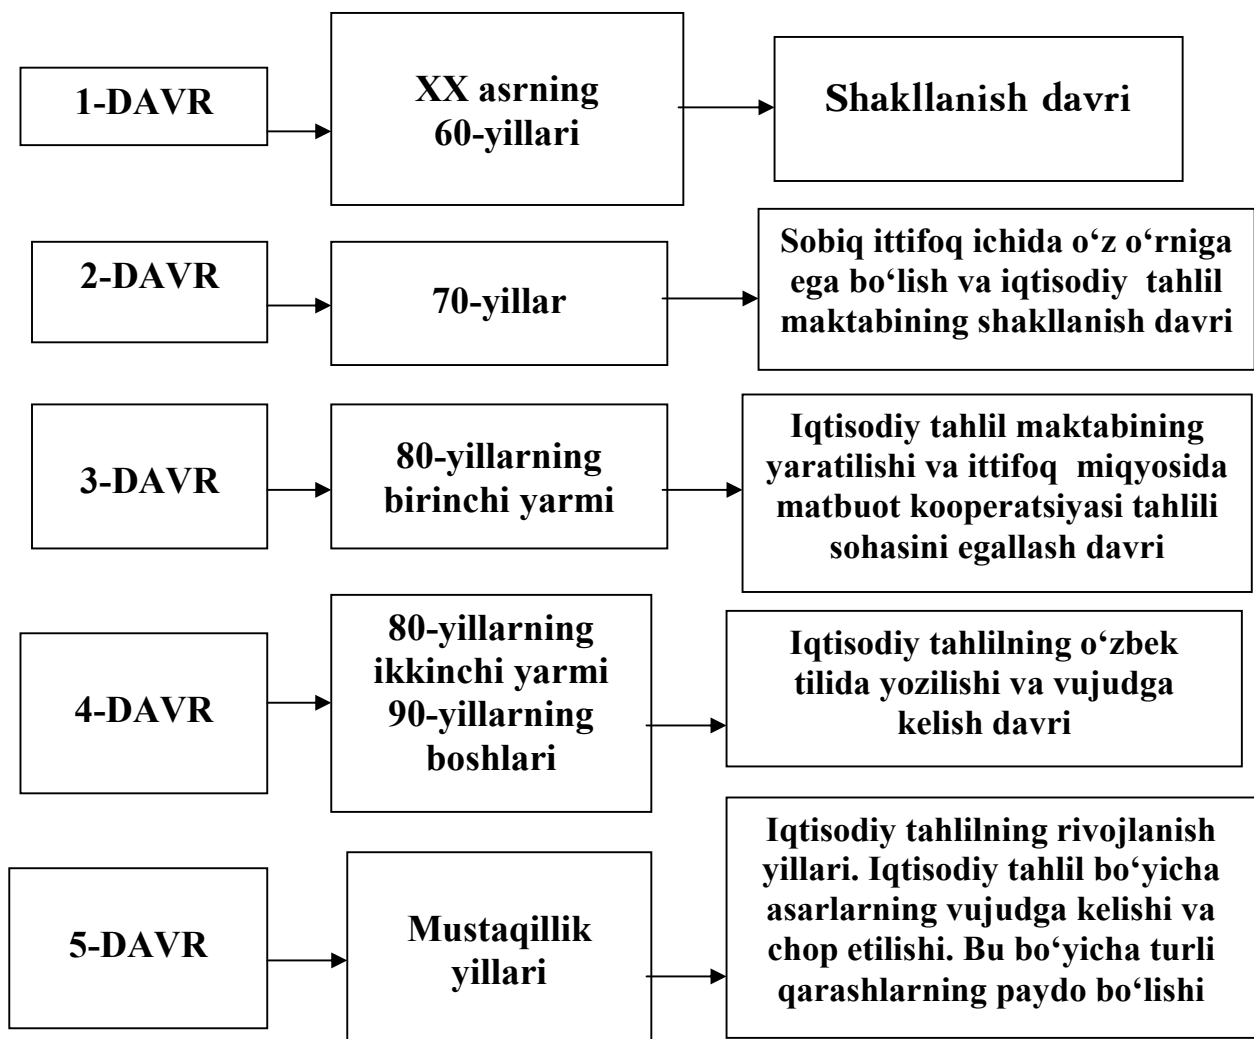 1-DAVR
XX asrning
60-yillari
Shakllanish davri
2-DAVR
70-yillar
Sobiq ittifoq ichida o‘z o‘rniga
ega bo‘lish va iqtisodiy tahlil
maktabining shakllanish davri
3-DAVR
80-yillarning
birinchi yarmi
Iqtisodiy tahlil maktabining
yaratilishi va ittifoq miqyosida
matbuot kooperatsiyasi tahlili
sohasini egallash davri
4-DAVR
80-yillarning
ikkinchi yarmi
90-yillarning
boshlari
Iqtisodiy tahlilning o‘zbek
tilida yozilishi va vujudga
kelish davri
5-DAVR
Mustaqillik
yillari
Iqtisodiy tahlilning rivojlanish
yillari. Iqtisodiy tahlil bo‘yicha
asarlarning vujudga kelishi va
chop etilishi. Bu bo‘yicha turli
qarashlarning paydo bo‘lishi